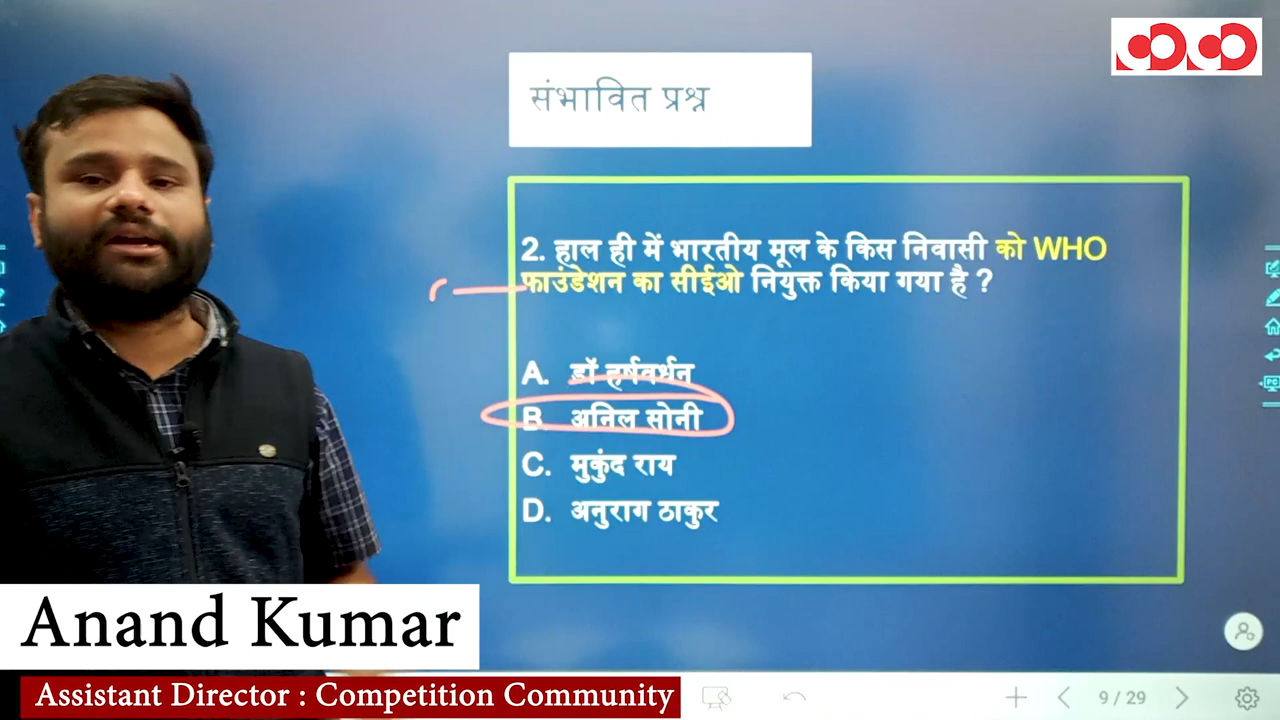 संभावित प्रश्न
2. हाल ही में भारतीय मूल के किस निवासी को WHO
फाउंडेशन का सीईओ नियुक्त किया गया है ?
A. डॉ हर्षवर्धन
B. अनिल सोनी
C. मुकुंद राय
D. अनुराग ठाकुर
Anand Kumar
Assistant Director : Competition Community
9 / 29